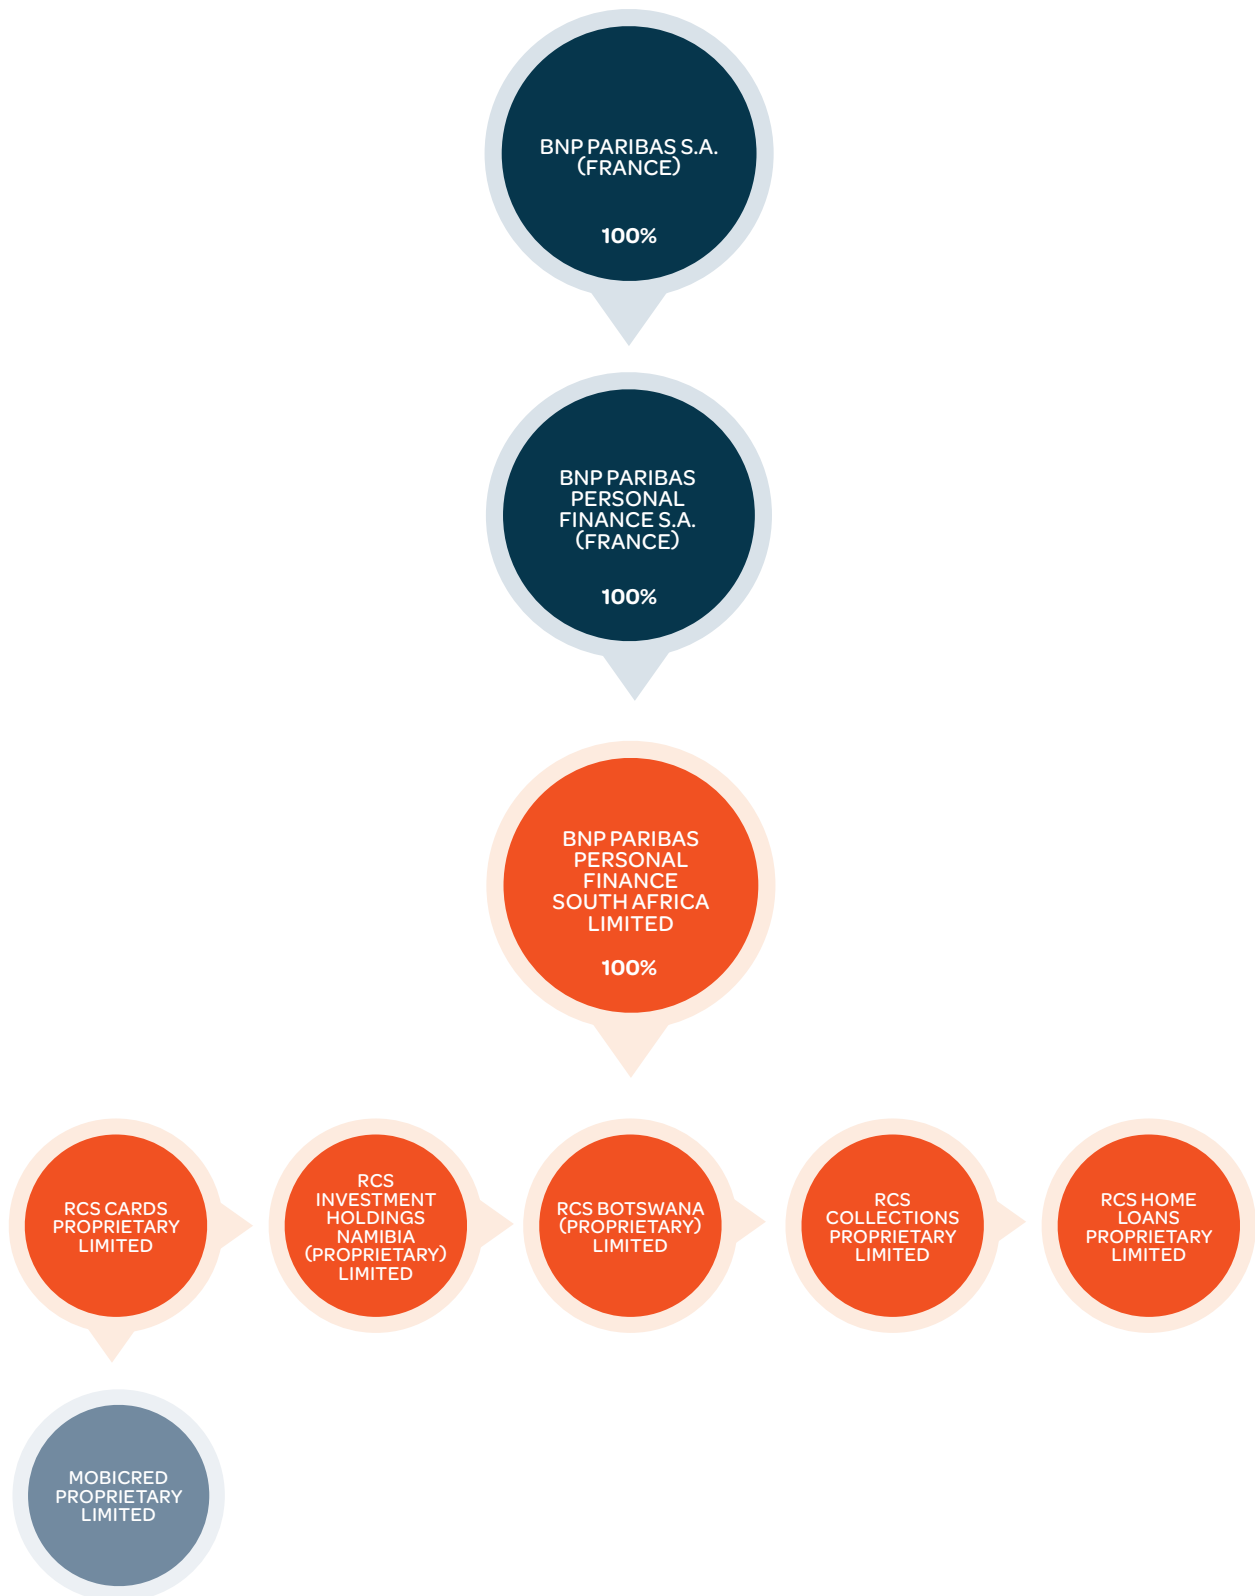 BNP PARIBAS S.A.
(FRANCE)
100%
BNP PARIBAS
PERSONAL
FINANCE S.A.
(FRANCE)
100%
BNP PARIBAS
PERSONAL
FINANCE
SOUTH AFRICA
LIMITED
100%
RCS CARDS
PROPRIETARY
LIMITED
RCS
INVESTMENT
HOLDINGS
NAMIBIA
(PROPRIETARY)
LIMITED
RCS BOTSWANA
(PROPRIETARY)
LIMITED
RCS
COLLECTIONS
PROPRIETARY
LIMITED
RCS HOME
LOANS
PROPRIETARY
LIMITED
MOBICRED
PROPRIETARY
LIMITED